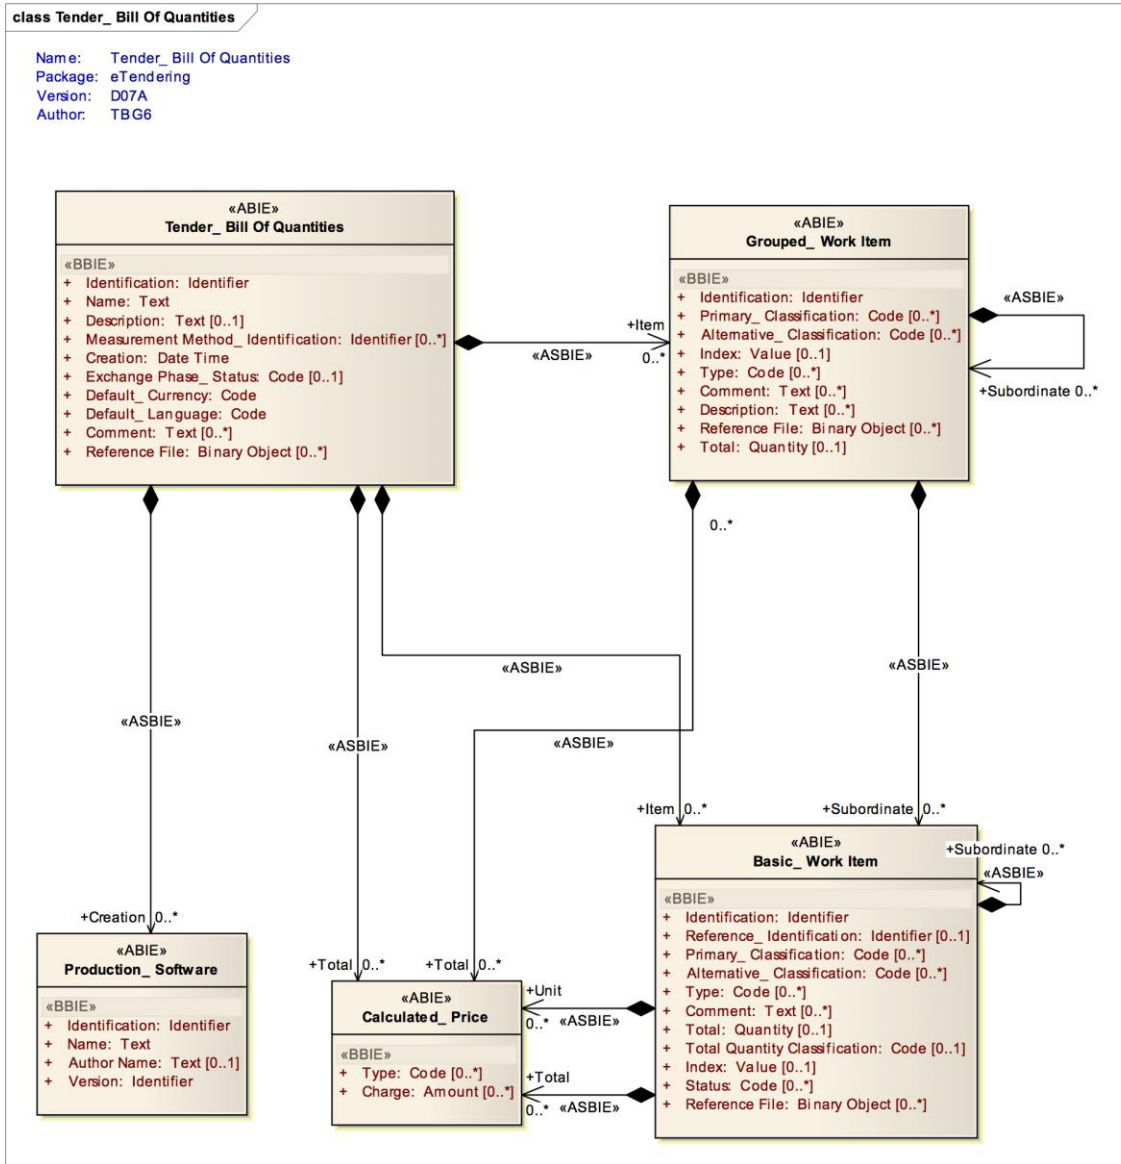 class Tender_ Bill Of Quantities
Name: Tender_ Bill Of Quantities
Package: eTendering
Version: D07A
Author: TBG6
«ABIE»
Tender_ Bill Of Quantities
«BBIE»
+ Identification: Identifier
+ Name: Text
+ Description: Text [0..1]
+ Measurement Method_ Identification: Identifier [0..*]
+ Creation: Date Time
+ Exchange Phase_ Status: Code [0..1]
+ Default_ Currency: Code
+ Default_ Language: Code
+ Comment: Text [0..*]
+ Reference File: Binary Object [0..*]
+Item
0..*
«ASBIE»
«ABIE»
Grouped_ Work Item
«BBIE»
+ Identification: Identifier
+ Primary_ Classification: Code [0..*]
+ Alternative_ Classification: Code [0..*]
+ Index: Value [0..1]
+ Type: Code [0..*]
+ Comment: Text [0..*]
+ Description: Text [0..*]
+ Reference File: Binary Object [0..*]
+ Total: Quantity [0..1]
«ASBIE»
+Subordinate 0..*
0..*
«ASBIE»
«ASBIE»
«ASBIE»
«ASBIE»
«ASBIE»
+Creation 0..*
+Total 0..*
+Total 0..*
+Item 0..*
+Subordinate 0..*
«ABIE»
Production_ Software
«BBIE»
+ Identification: Identifier
+ Name: Text
+ Author Name: Text [0..1]
+ Version: Identifier
«ABIE»
Calculated_ Price
«BBIE»
+ Type: Code [0..*]
+ Charge: Amount [0..*]
+Unit
0..* «ASBIE»
+Total
0..* «ASBIE»
«ABIE»
Basic_ Work Item
«BBIE»
+ Identification: Identifier
+ Reference_ Identification: Identifier [0..1]
+ Primary_ Classification: Code [0..*]
+ Alternative_ Classification: Code [0..*]
+ Type: Code [0..*]
+ Comment: Text [0..*]
+ Total: Quantity [0..1]
+ Total Quantity Classification: Code [0..1]
+ Index: Value [0..1]
+ Status: Code [0..*]
+ Reference File: Binary Object [0..*]
+Subordinate 0..*
«ASBIE»